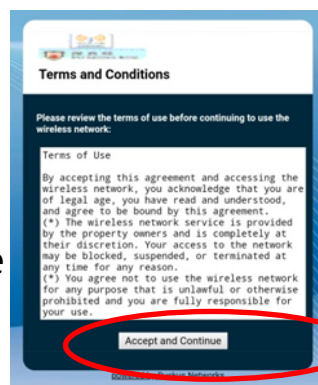 Terms and Conditions
Please review the terms of use before continuing to use the
wireless network:
Terms of Use
By accepting this agreement and accessing the
wireless network, you acknowledge that you are
of legal age, you have read and understood,
and agree to be bound by this agreement.
(*) The wireless network service is provided
by the property owners and is completely at
their discretion. Your access to the network
may be blocked, suspended, or terminated at
any time for any reason.
(*) You agree not to use the wireless network
for any purpose that is unlawful or otherwise
prohibited and you are fully responsible for
your use.
e
Accept and Continue
Powered by Ruckus Networks